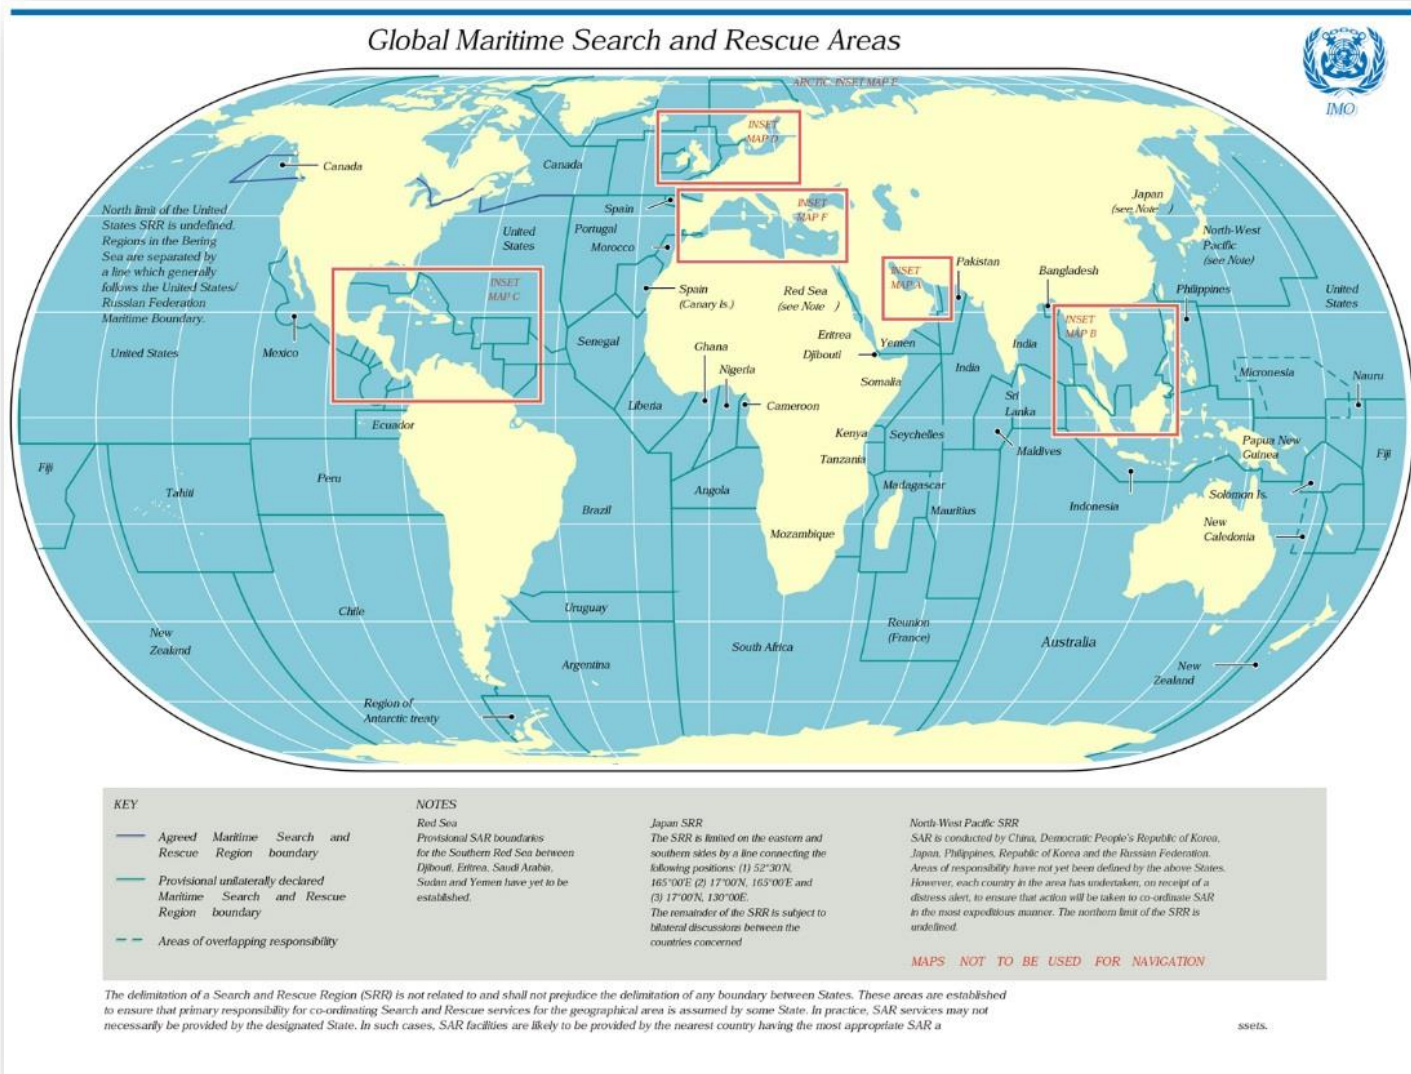 Global Maritime Search and Rescue Areas
IMO
ARCTIC: INSET MAP E
INSET
MAP D
Canada
Canada
North limit of the United
States SRR is undefined.
Regions in the Bering
Sea are separated by
a line which generally
follows the United States/
Russian Federation
Maritime Boundary.
Spain
INSET
MAP F
Japan
(see Note )
United
States
Portugal
Morocco
North-West
Pacific
(see Note)
INSET
MAP C
Spain
(Canary Is.)
Red Sea
(see Note )
INSET
MAP A
Pakistan
Bangladesh
Philippines
United
States
INSET
MAP B
United States
Mexico
Senegal
Ghana
Nigeria
Eritrea
Djibouti
Yemen
Somalia
India
India
Micronesia
Nauru
Liberia
Cameroon
Sri
Lanka
Ecuador
Kenya
Seychelles
Maldives
Papua New
Guinea
Fiji
Fiji
Tahiti
Peru
Tanzania
Angola
Brazil
Madagascar
Mauritius
Indonesia
Solomon Is.
New
Caledonia
Mozambique
Chile
Uruguay
New
Zealand
Argentina
South Africa
Reunion
(France)
Australia
New
Zealand
Region of
Antarctic treaty
KEY
Agreed Maritime Search and
Rescue Region boundary
Provisional unilaterally declared
Maritime Search and Rescue
Region boundary
Areas of overlapping responsibility
NOTES
Red Sea
Provisional SAR boundaries
for the Southern Red Sea between
Djibouti, Eritrea, Saudi Arabia,
Sudan and Yemen have yet to be
established.
Japan SRR
The SRR is limited on the eastern and
southern sides by a line connecting the
following positions: (1) 52°30'N,
165°00'E (2) 17°00'N, 165°00'E and
(3) 17°00'N, 130°00'E.
The remainder of the SRR is subject to
bilateral discussions between the
countries concerned
North-West Pacific SRR
SAR is conducted by China, Democratic People's Republic of Korea,
Japan, Philippines, Republic of Korea and the Russian Federation.
Areas of responsibility have not yet been defined by the above States.
However, each country in the area has undertaken, on receipt of a
distress alert, to ensure that action will be taken to co-ordinate SAR
in the most expeditious manner. The northern limit of the SRR is
undefined.
MAPS NOT TO BE USED FOR NAVIGATION
The delimitation of a Search and Rescue Region (SRR) is not related to and shall not prejudice the delimitation of any boundary between States. These areas are established
to ensure that primary responsibility for co-ordinating Search and Rescue services for the geographical area is assumed by some State. In practice, SAR services may not
necessarily be provided by the designated State. In such cases, SAR facilities are likely to be provided by the nearest country having the most appropriate SAR a ssets.